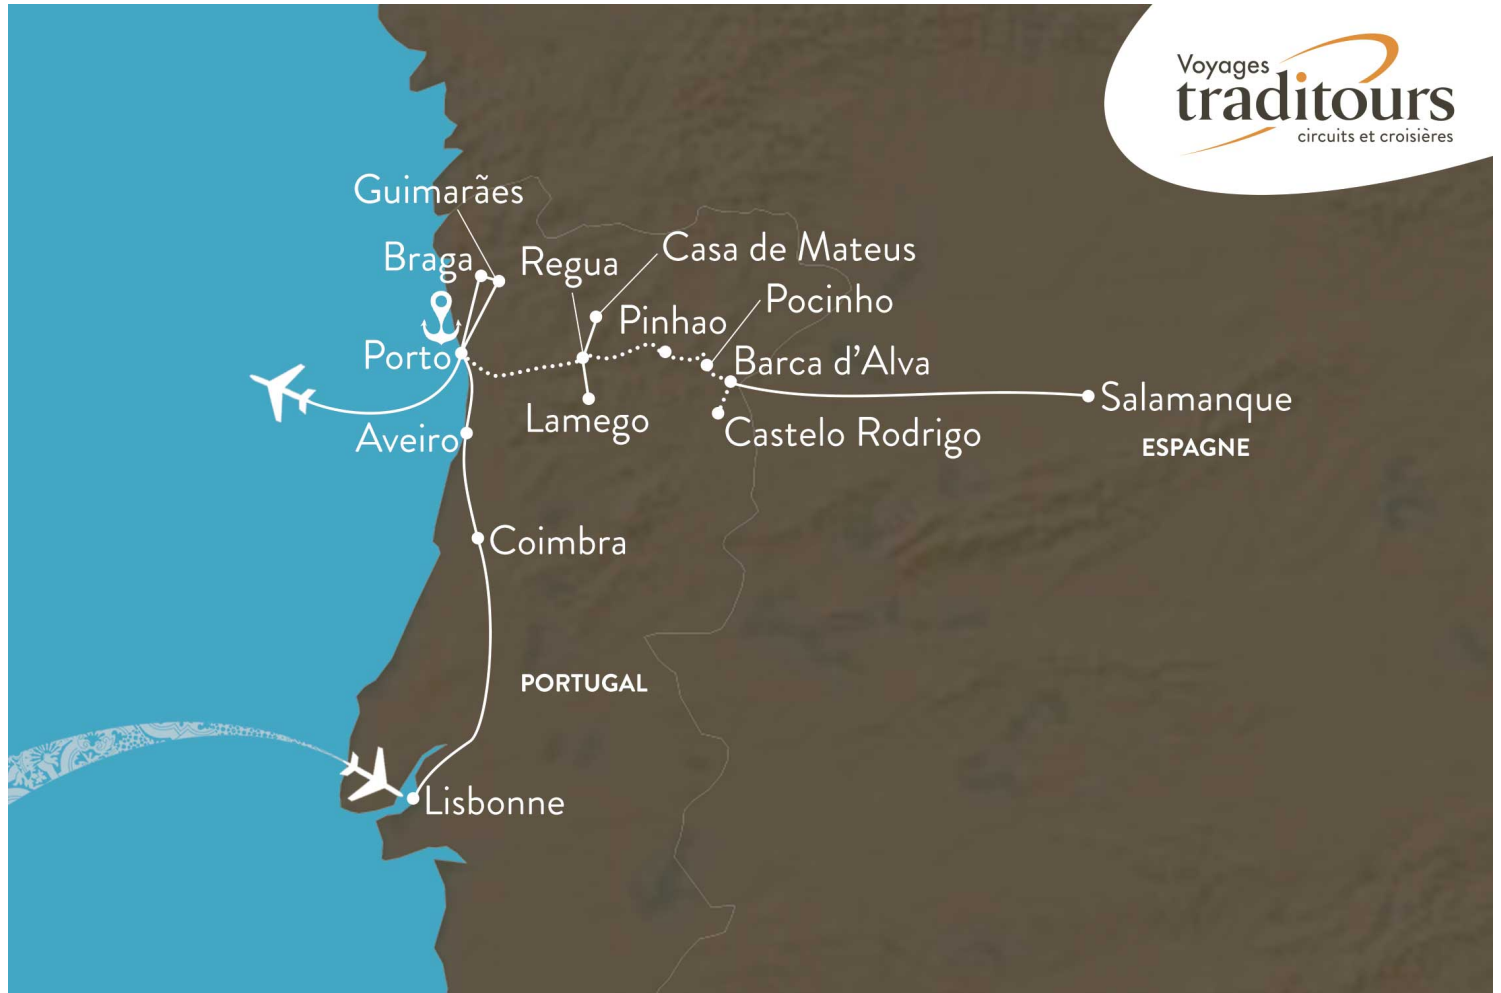 Voyages
traditours
circuits et croisières
Guimarães
Braga
Regua
Casa de Mateus
Pocinho
Pinhao
Porto
Barca d'Alva
Salamanque
ESPAGNE
Lamego
Castelo Rodrigo
Aveiro
Coimbra
PORTUGAL
Lisbonne